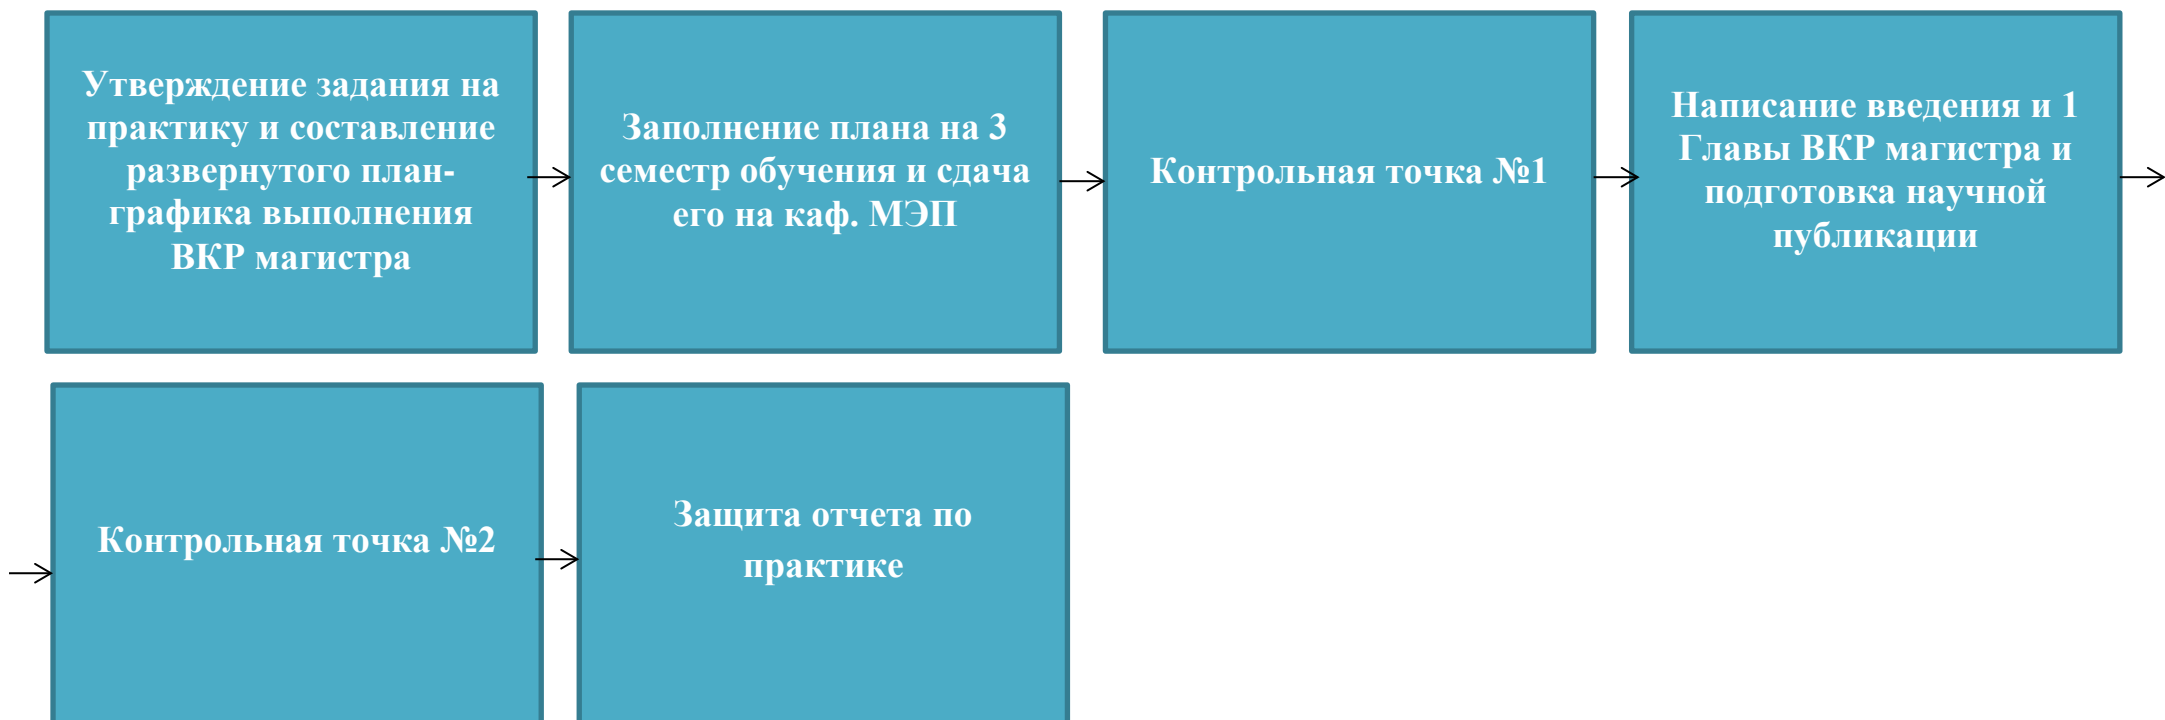 Утверждение задания на
практику и составление
развернутого план-
графика выполнения
ВКР магистра
Заполнение плана на 3
семестр обучения и сдача
его на каф. МЭП
Контрольная точка №1
Написание введения и 1
Главы ВКР магистра и
подготовка научной
публикации
Контрольная точка №2
Защита отчета по
практике